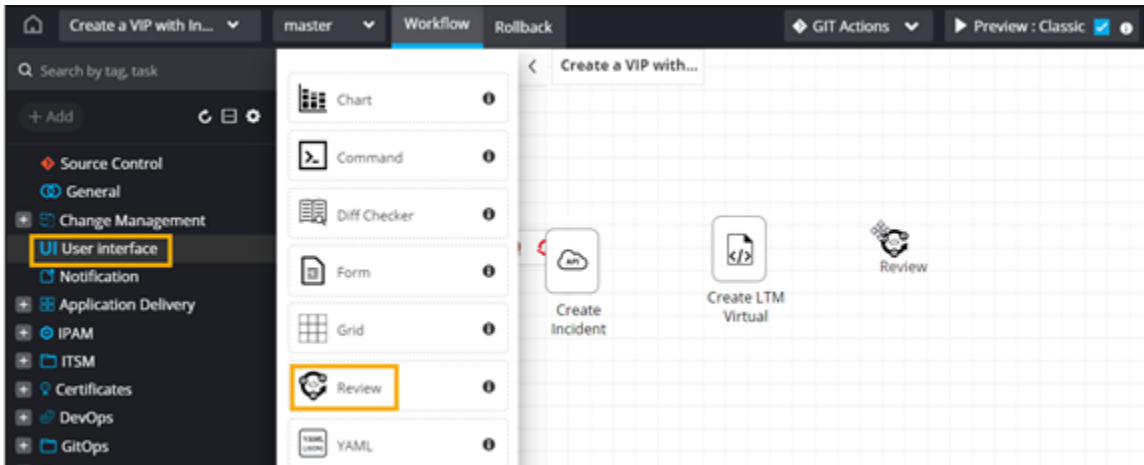 Create a VIP with In...
master
Workflow
Rollback
GIT Actions
Preview : Classic
Search by tag, task
+ Add
Source Control
General
Change Management
UI User interface
Notification
Application Delivery
IPAM
ITSM
Certificates
DevOps
GitOps
Chart
Command
Diff Checker
Form
Grid
Review
YAML
Create a VIP with...
API
Create
Incident
</>
Create LTM
Virtual
Review